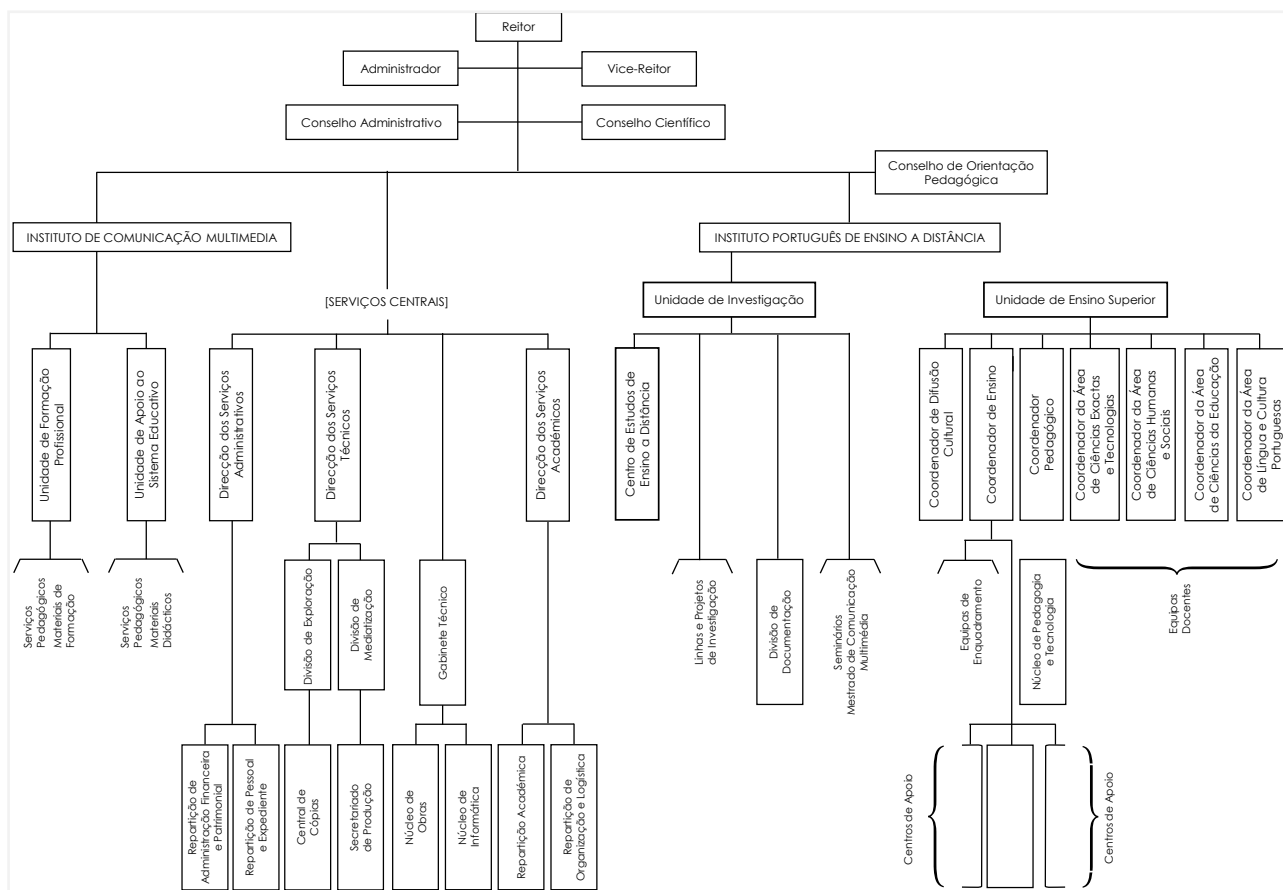 Reitor
Administrador
Vice-Reitor
Conselho Administrativo
Conselho Científico
Conselho de Orientação
Pedagógica
INSTITUTO DE COMUNICAÇÃO MULTIMEDIA
INSTITUTO PORTUGUÊS DE ENSINO A DISTÂNCIA
[SERVIÇOS CENTRAIS]
Unidade de Investigação
Unidade de Ensino Superior
Unidade de Formação
Profissional
Unidade de Apoio ao
Sistema Educativo
Direcção dos Serviços
Administrativos
Direcção dos Serviços
Técnicos
Direcção dos Serviços
Académicos
Centro de Estudos de
Ensino a Distância
Coordenador de Difusão
Cultural
Coordenador de Ensino
Coordenador
Pedagógico
Coordenador da Área
de Ciências Exactas
e Tecnologias
Coordenador da Área
de Ciências Humanas
e Sociais
Coordenador da Área
de Ciências da Educação
Coordenador da Área
de Língua e Cultura
Portuguesas
Serviços
Pedagógicos
Materiais de
Formação
Serviços
Pedagógicos
Materiais
Didácticos
Divisão de Exploração
Divisão de
Mediatização
Gabinete Técnico
Linhas e Projetos
de Investigação
Divisão de
Documentação
Seminários
Mestrado de Comunicação
Multimédia
Equipas de
Enquadramento
Núcleo de Pedagogia
e Tecnologia
Equipas
Docentes
Repartição de
Administração Financeira
e Patrimonial
Repartição de Pessoal
e Expediente
Central de
Cópias
Secretariado
de Produção
Núcleo de
Obras
Núcleo de
Informática
Repartição Académica
Repartição de
Organização e Logística
Centros de Apoio
Centros de Apoio